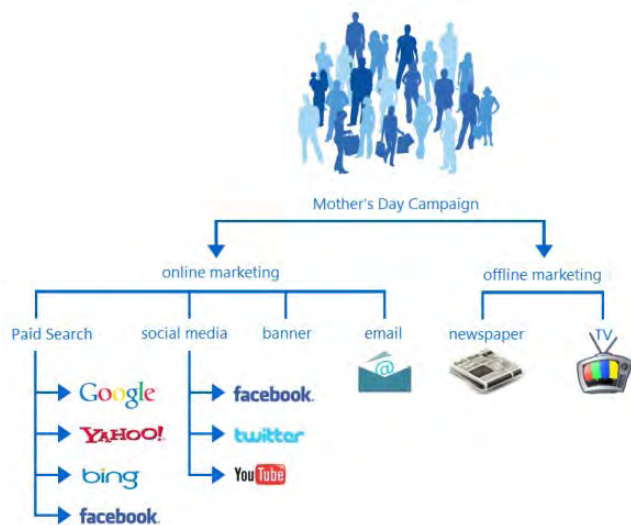 Mother's Day Campaign
online marketing
offline marketing
Paid Search
social media
banner
email
newspaper
TV
Google
facebook.
YAHOO!
twitter
bing
YouTube
facebook.
@